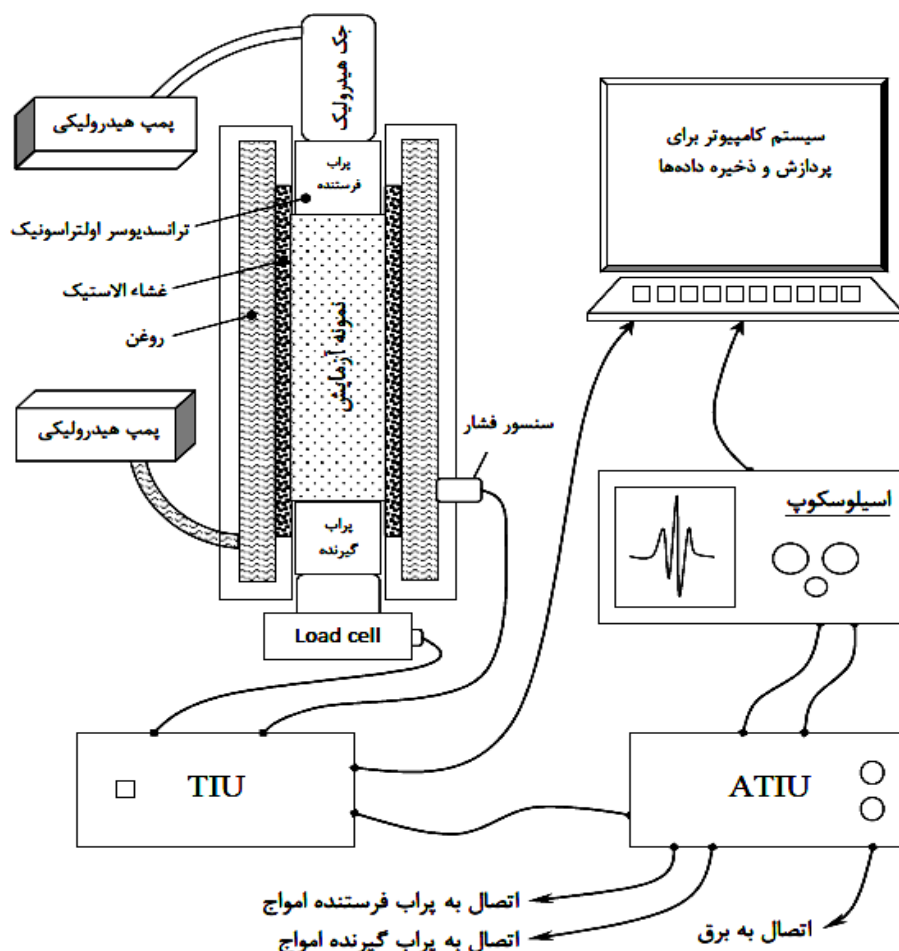 جک هیدرولیک
پمپ هیدرولیکی
پراب
فرستنده
سیستم کامپیوتر برای
پردازش و ذخیره داده‌ها
ترانسدیوسر اولتراسونیک
غشاء الاستیک
روغن
نمونه آزمایش
پمپ هیدرولیکی
سنسور فشار
اسیلوسکوپ
پراب
گیرنده
Load cell
TIU
ATIU
اتصال به پراب فرستنده امواج
اتصال به پراب گیرنده امواج
اتصال به برق